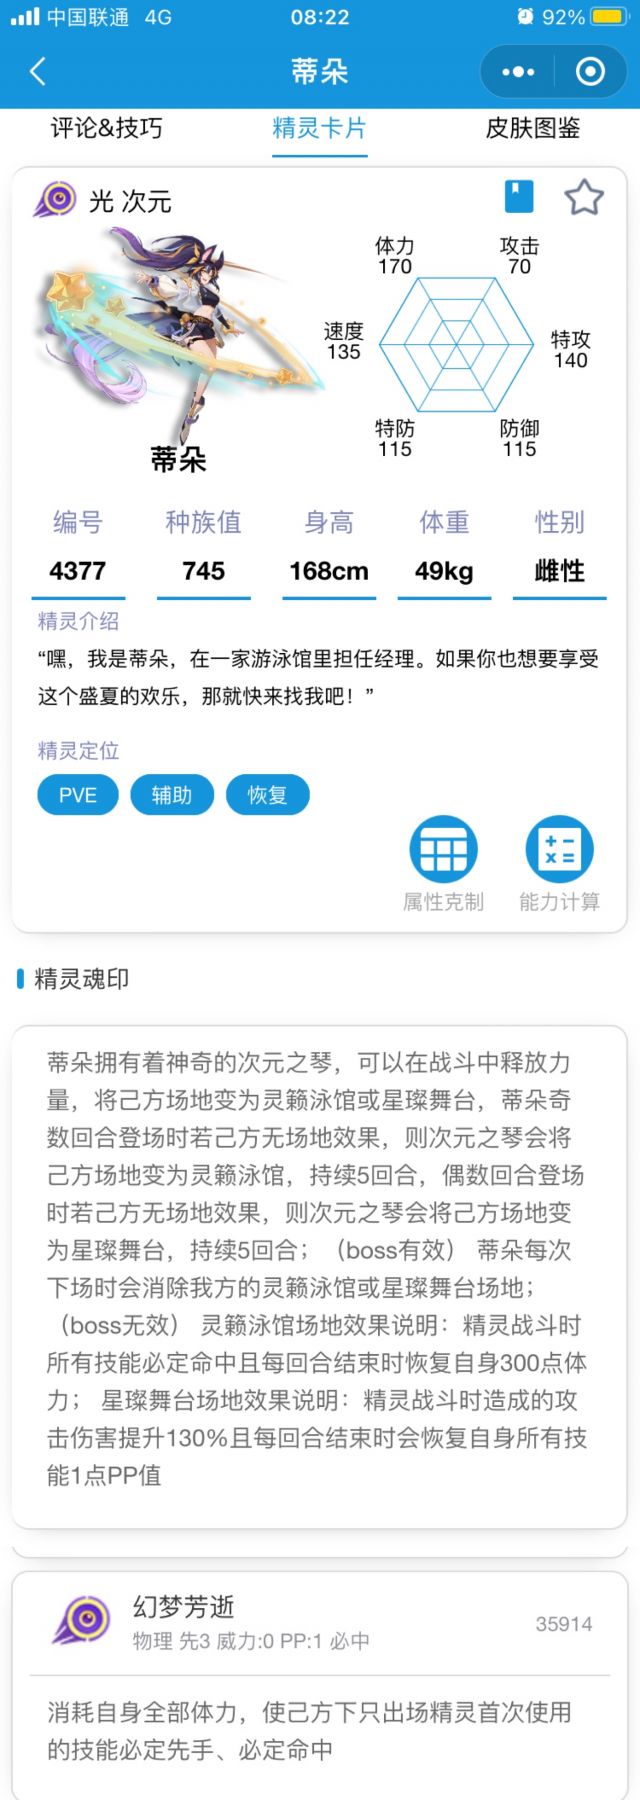 中国联通 4G 08:22 92%
蒂朵
评论&技巧 精灵卡片 皮肤图鉴
光 次元
体力
170
攻击
70
速度
135
特攻
140
特防
115
防御
115
蒂朵
编号 种族值 身高 体重 性别
4377 745 168cm 49kg 雌性
精灵介绍
“嘿，我是蒂朵，在一家游泳馆里担任经理。如果你也想要享受
这个盛夏的欢乐，那就快来找我吧！”
精灵定位
PVE 辅助 恢复
属性克制 能力计算
精灵魂印
蒂朵拥有着神奇的次元之琴，可以在战斗中释放力
量，将己方场地变为灵籁泳馆或星璨舞台，蒂朵奇
数回合登场时若己方无场地效果，则次元之琴会将
己方场地变为灵籁泳馆，持续5回合，偶数回合登场
时若己方无场地效果，则次元之琴会将己方场地变
为星璨舞台，持续5回合；（boss有效） 蒂朵每次
下场时会消除我方的灵籁泳馆或星璨舞台场地；
（boss无效） 灵籁泳馆场地效果说明：精灵战斗时
所有技能必定命中且每回合结束时恢复自身300点体
力； 星璨舞台场地效果说明：精灵战斗时造成的攻
击伤害提升130%且每回合结束时会恢复自身所有技
能1点PP值
幻梦芳逝
物理 先3 威力:0 PP:1 必中
35914
消耗自身全部体力，使己方下只出场精灵首次使用
的技能必定先手、必定命中